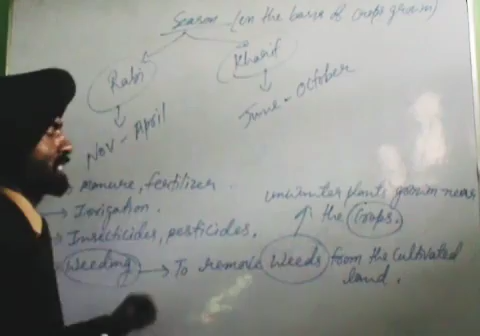 Season - (on the basis of crops grown)
Rabi
Kharif
Nov - April
June - October
manure, fertilizer.
→ Irrigation.
→ Insecticides, pesticides.
unwanter plants grown near
the Crops.
Weeding → To remove Weeds from the cultivated
land.